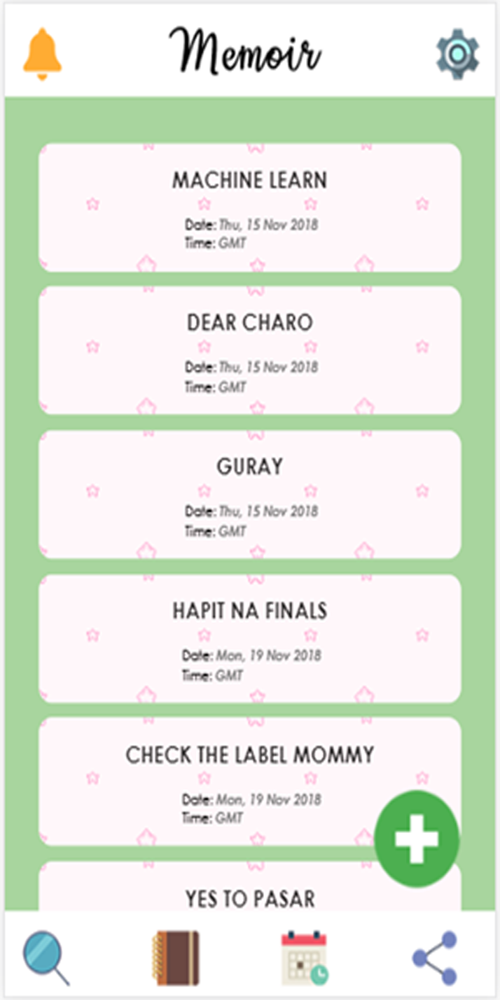 Memoir
MACHINE LEARN
Date: Thu, 15 Nov 2018
Time: GMT
DEAR CHARO
Date: Thu, 15 Nov 2018
Time: GMT
GURAY
Date: Thu, 15 Nov 2018
Time: GMT
HAPIT NA FINALS
Date: Mon, 19 Nov 2018
Time: GMT
CHECK THE LABEL MOMMY
Date: Mon, 19 Nov 2018
Time: GMT
YES TO PASAR